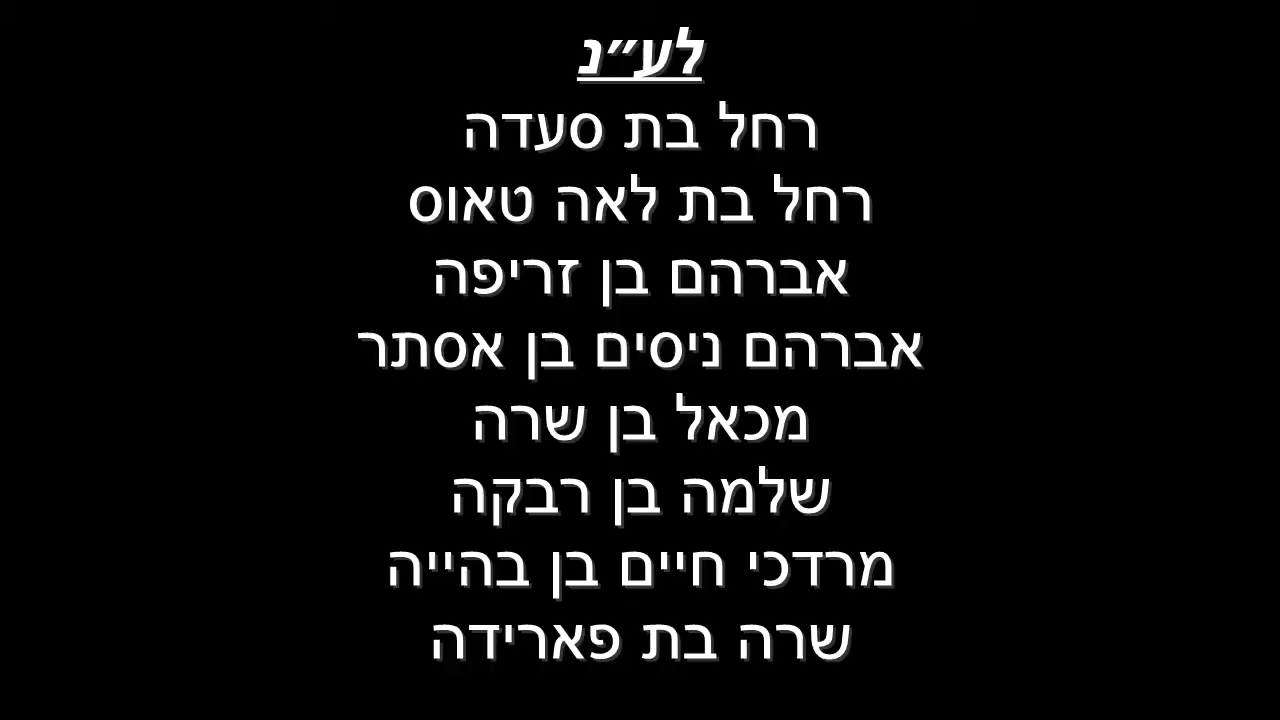 לע״נ
רחל בת סעדה
רחל בת לאה טאוס
אברהם בן זריפה
אברהם ניסים בן אסתר
מכאל בן שרה
שלמה בן רבקה
מרדכי חיים בן בהייה
שרה בת פארידה